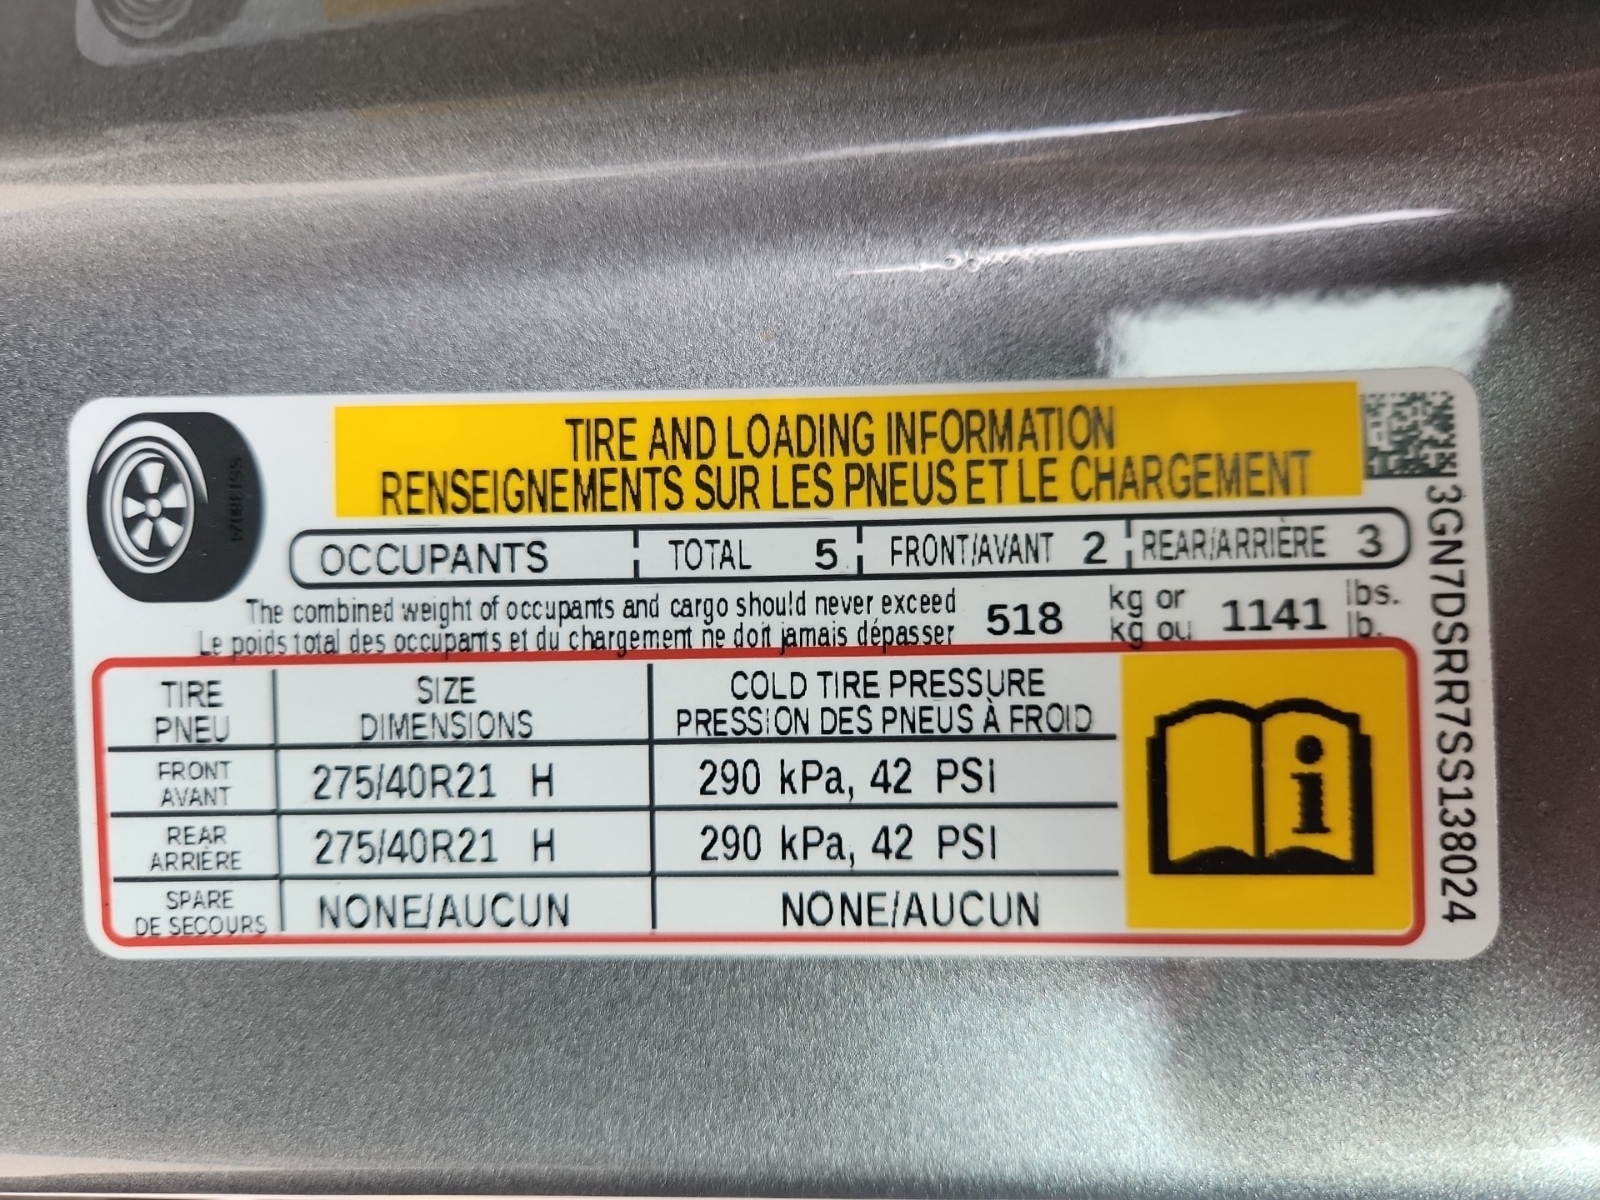 TIRE AND LOADING INFORMATION
RENSEIGNEMENTS SUR LES PNEUS ET LE CHARGEMENT
OCCUPANTS TOTAL 5 FRONT/AVANT 2 REAR/ARRIÈRE 3
The combined weight of occupants and cargo should never exceed 518 kg or 1141 lbs.
Le poids total des occupants et du chargement ne doit jamais dépasser kg ou lb.
TIRE SIZE COLD TIRE PRESSURE
PNEU DIMENSIONS PRESSION DES PNEUS À FROID
FRONT
AVANT 275/40R21 H 290 kPa, 42 PSI
REAR
ARRIÈRE 275/40R21 H 290 kPa, 42 PSI
SPARE
DE SECOURS NONE/AUCUN NONE/AUCUN
3GN7DSRR7SS138024
SS138024